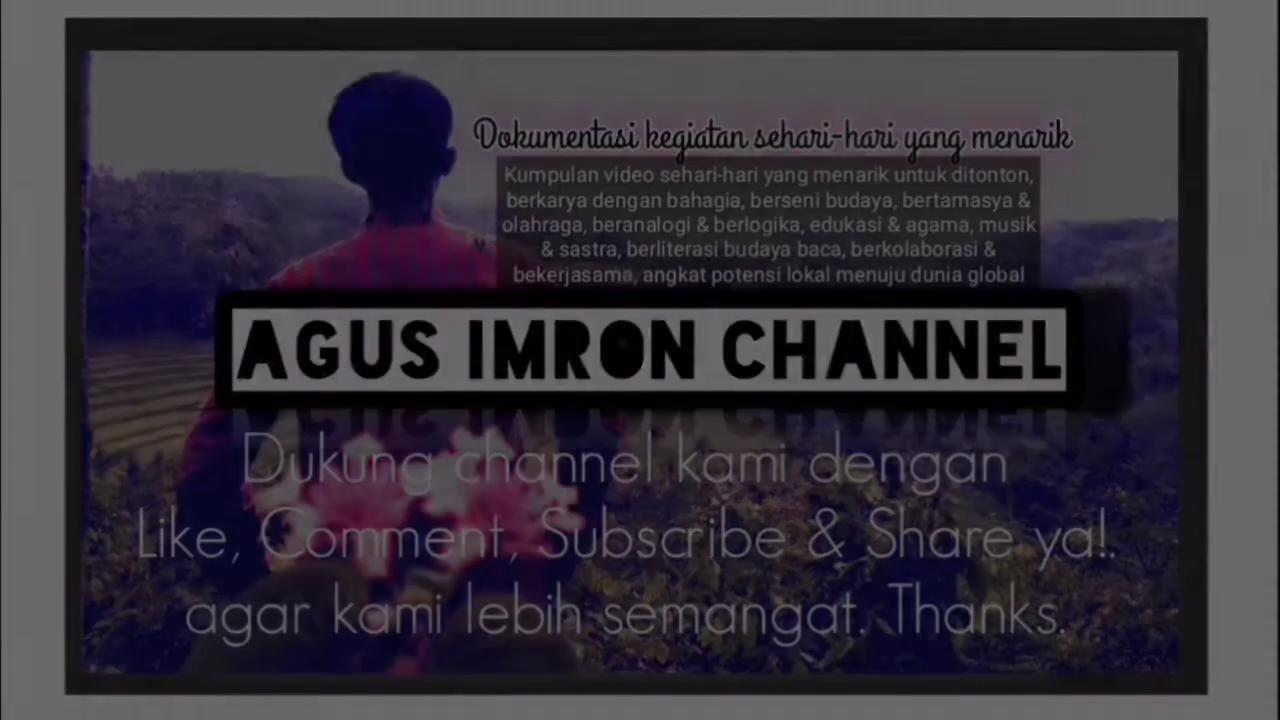 Dokumentasi kegiatan sehari-hari yang menarik
Kumpulan video sehari-hari yang menarik untuk ditonton,
berkarya dengan bahagia, berseni budaya, bertamasya &
olahraga, beranalogi & berlogika, edukasi & agama, musik
& sastra, berliterasi budaya baca, berkolaborasi &
bekerjasama, angkat potensi lokal menuju dunia global
AGUS IMRON CHANNEL
Dukung channel kami dengan
Like, Comment, Subscribe & Share ya!.
agar kami lebih semangat. Thanks.